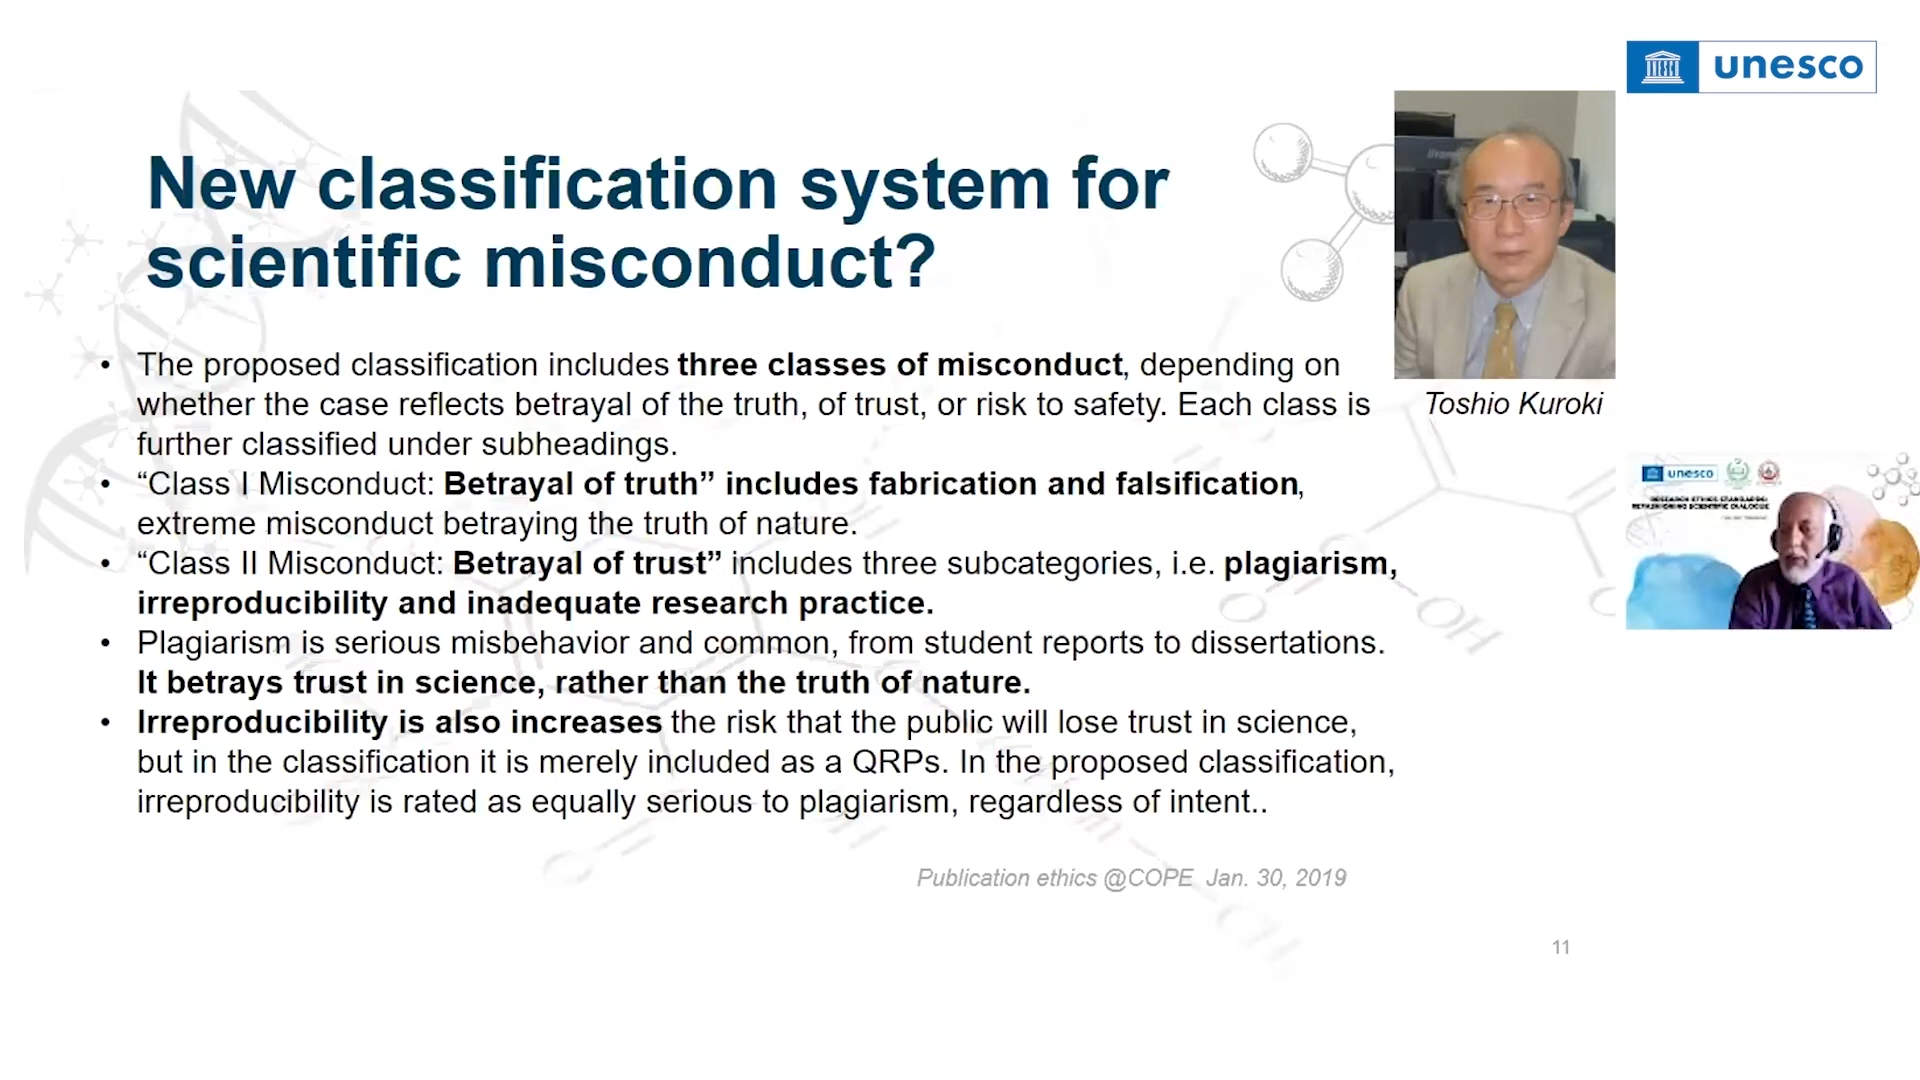 unesco
New classification system for
scientific misconduct?
• The proposed classification includes three classes of misconduct, depending on
whether the case reflects betrayal of the truth, of trust, or risk to safety. Each class is
further classified under subheadings.
• “Class I Misconduct: Betrayal of truth” includes fabrication and falsification,
extreme misconduct betraying the truth of nature.
• “Class II Misconduct: Betrayal of trust” includes three subcategories, i.e. plagiarism,
irreproducibility and inadequate research practice.
• Plagiarism is serious misbehavior and common, from student reports to dissertations.
It betrays trust in science, rather than the truth of nature.
• Irreproducibility is also increases the risk that the public will lose trust in science,
but in the classification it is merely included as a QRPs. In the proposed classification,
irreproducibility is rated as equally serious to plagiarism, regardless of intent..
Toshio Kuroki
unesco
RESEARCH ETHICS
SCIENTIFIC DIALOGUE
Publication ethics @COPE Jan. 30, 2019
11